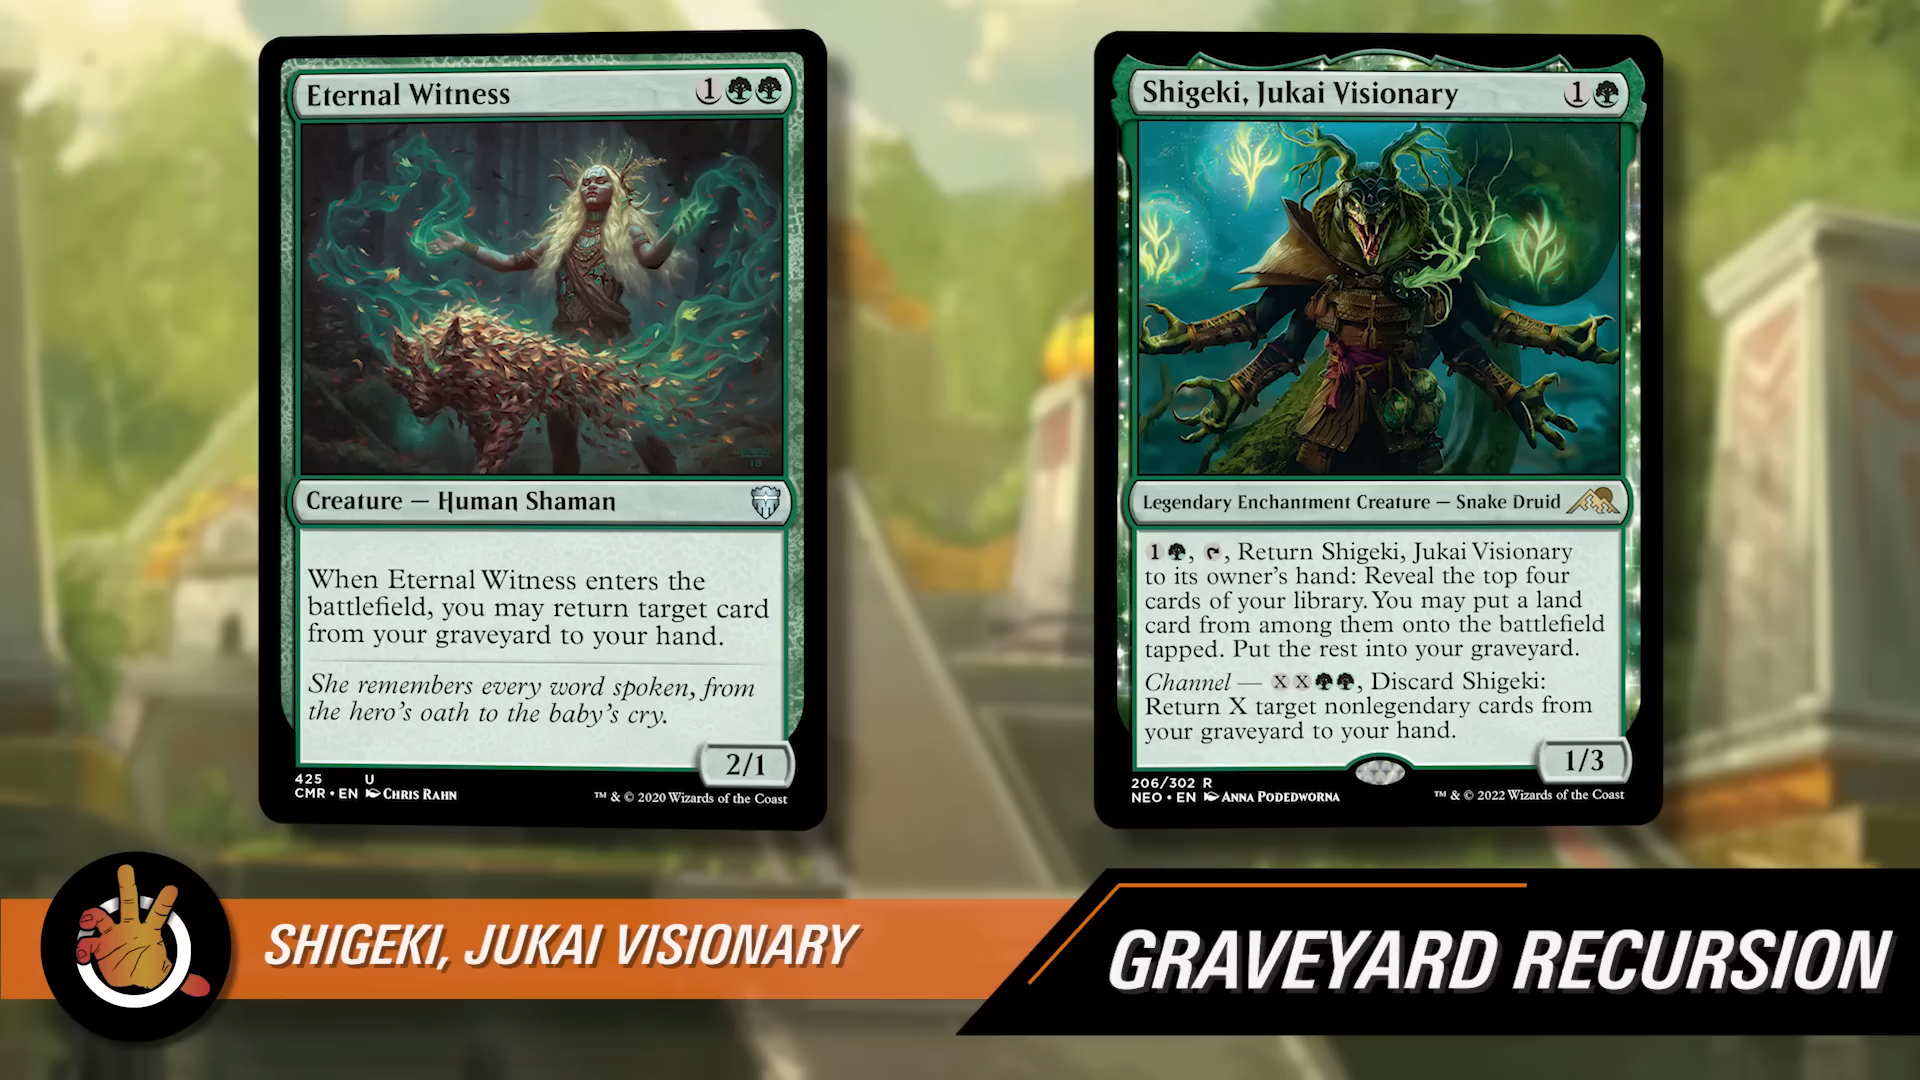 Eternal Witness 1
Creature — Human Shaman
When Eternal Witness enters the
battlefield, you may return target card
from your graveyard to your hand.
She remembers every word spoken, from
the hero's oath to the baby's cry.
2/1
425 U
CMR • EN Chris Rahn
™ & © 2020 Wizards of the Coast
Shigeki, Jukai Visionary 1
Legendary Enchantment Creature — Snake Druid
1, , Return Shigeki, Jukai Visionary
to its owner's hand: Reveal the top four
cards of your library. You may put a land
card from among them onto the battlefield
tapped. Put the rest into your graveyard.
Channel — X X, Discard Shigeki:
Return X target nonlegendary cards from
your graveyard to your hand.
1/3
206/302 R
NEO • EN Anna Podedworna
™ & © 2022 Wizards of the Coast
SHIGEKI, JUKAI VISIONARY
GRAVEYARD RECURSION